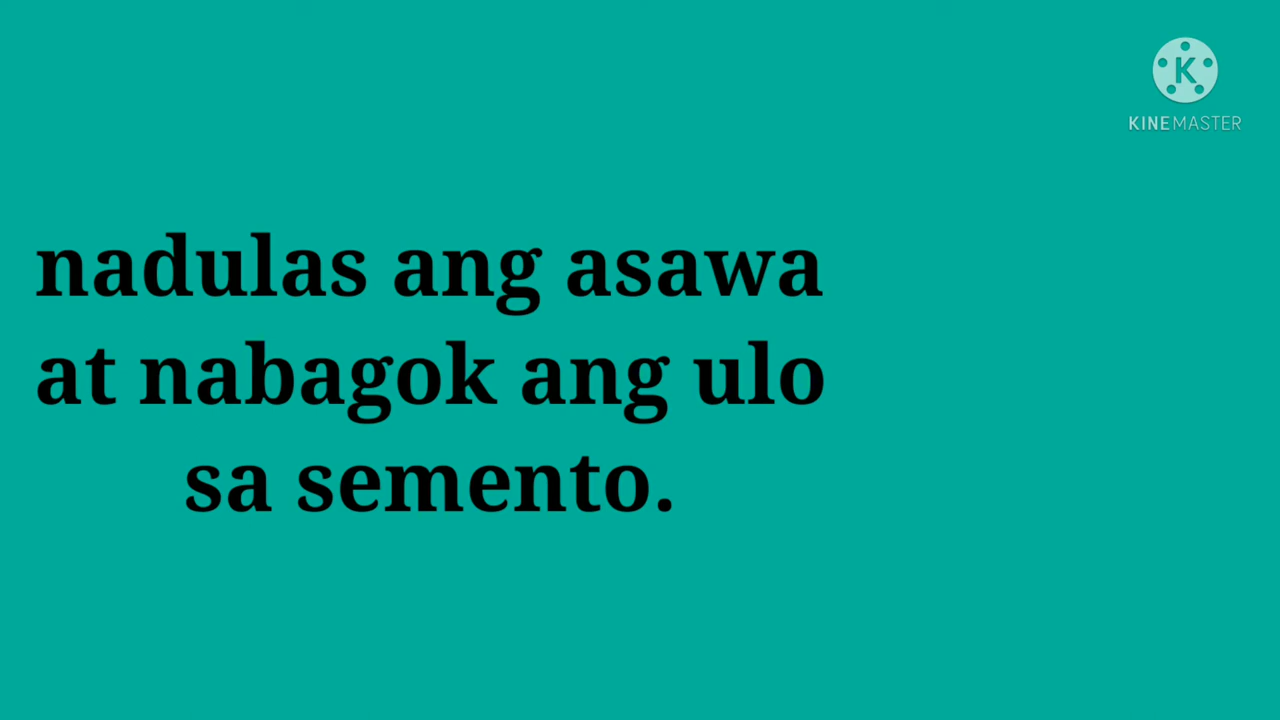 K
KINEMASTER
nadulas ang asawa
at nabagok ang ulo
sa semento.